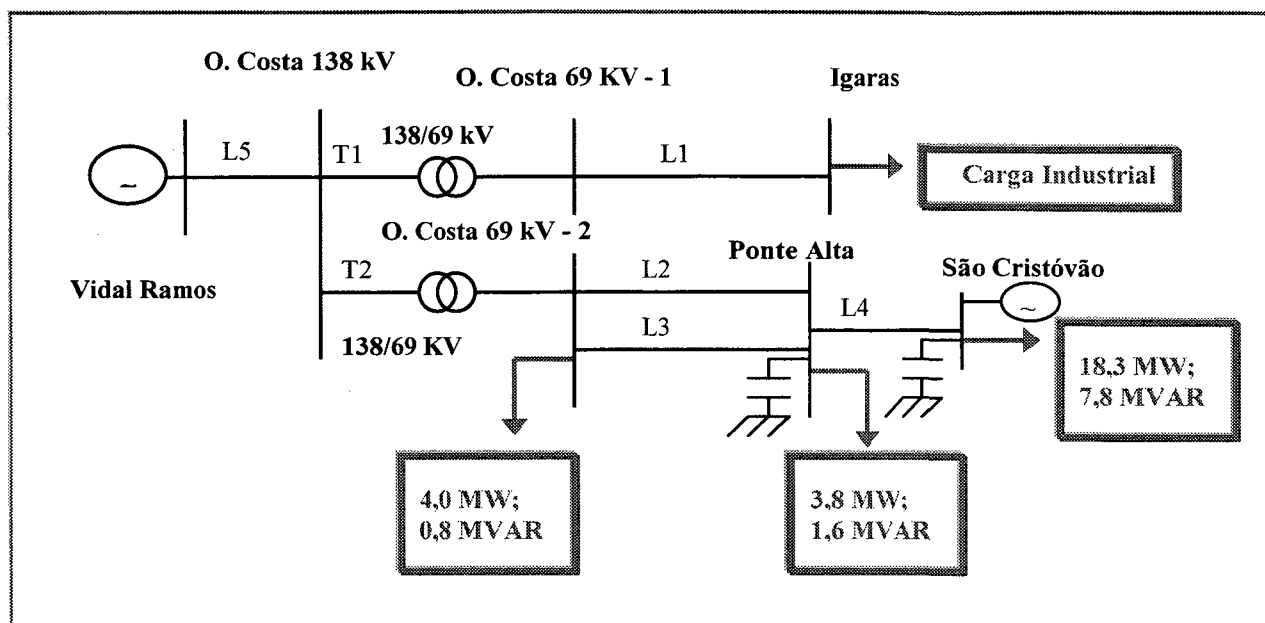 O. Costa 138 kV
O. Costa 69 KV - 1
Igaras
L5
T1
138/69 kV
L1
Carga Industrial
O. Costa 69 kV - 2
Ponte Alta
São Cristóvão
Vidal Ramos
T2
L2
L3
L4
~
~
138/69 KV
18,3 MW;
7,8 MVAR
4,0 MW;
0,8 MVAR
3,8 MW;
1,6 MVAR